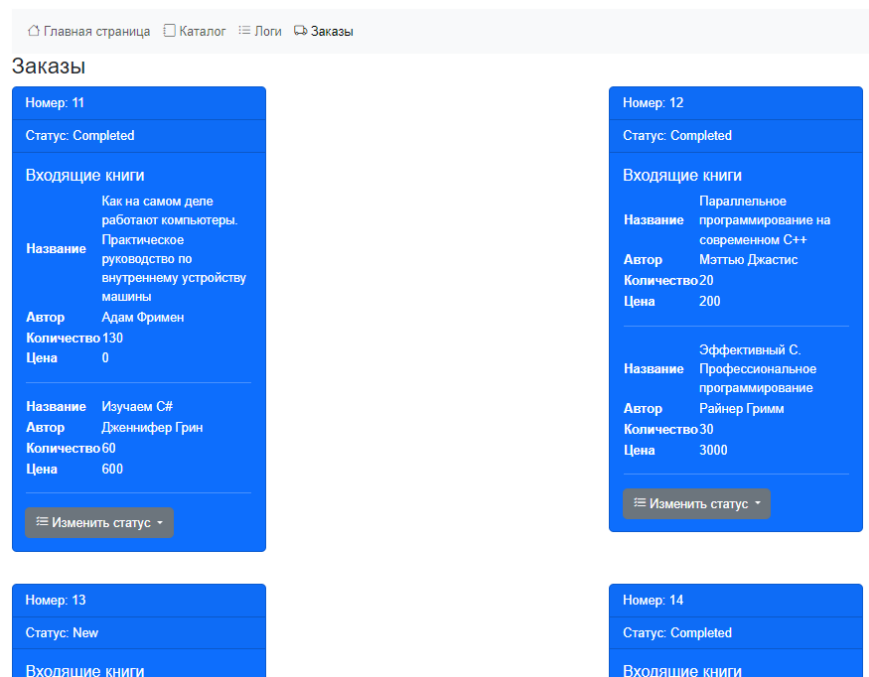 Главная страница Каталог Логи Заказы
Заказы
Номер: 11
Статус: Completed
Входящие книги
Название Как на самом деле
работают компьютеры.
Практическое
руководство по
внутреннему устройству
машины
Автор Адам Фримен
Количество 130
Цена 0
Название Изучаем C#
Автор Дженнифер Грин
Количество 60
Цена 600
Изменить статус
Номер: 12
Статус: Completed
Входящие книги
Название Параллельное
программирование на
современном C++
Автор Мэттью Джастис
Количество 20
Цена 200
Название Эффективный C.
Профессиональное
программирование
Автор Райнер Гримм
Количество 30
Цена 3000
Изменить статус
Номер: 13
Статус: New
Входящие книги
Номер: 14
Статус: Completed
Входящие книги